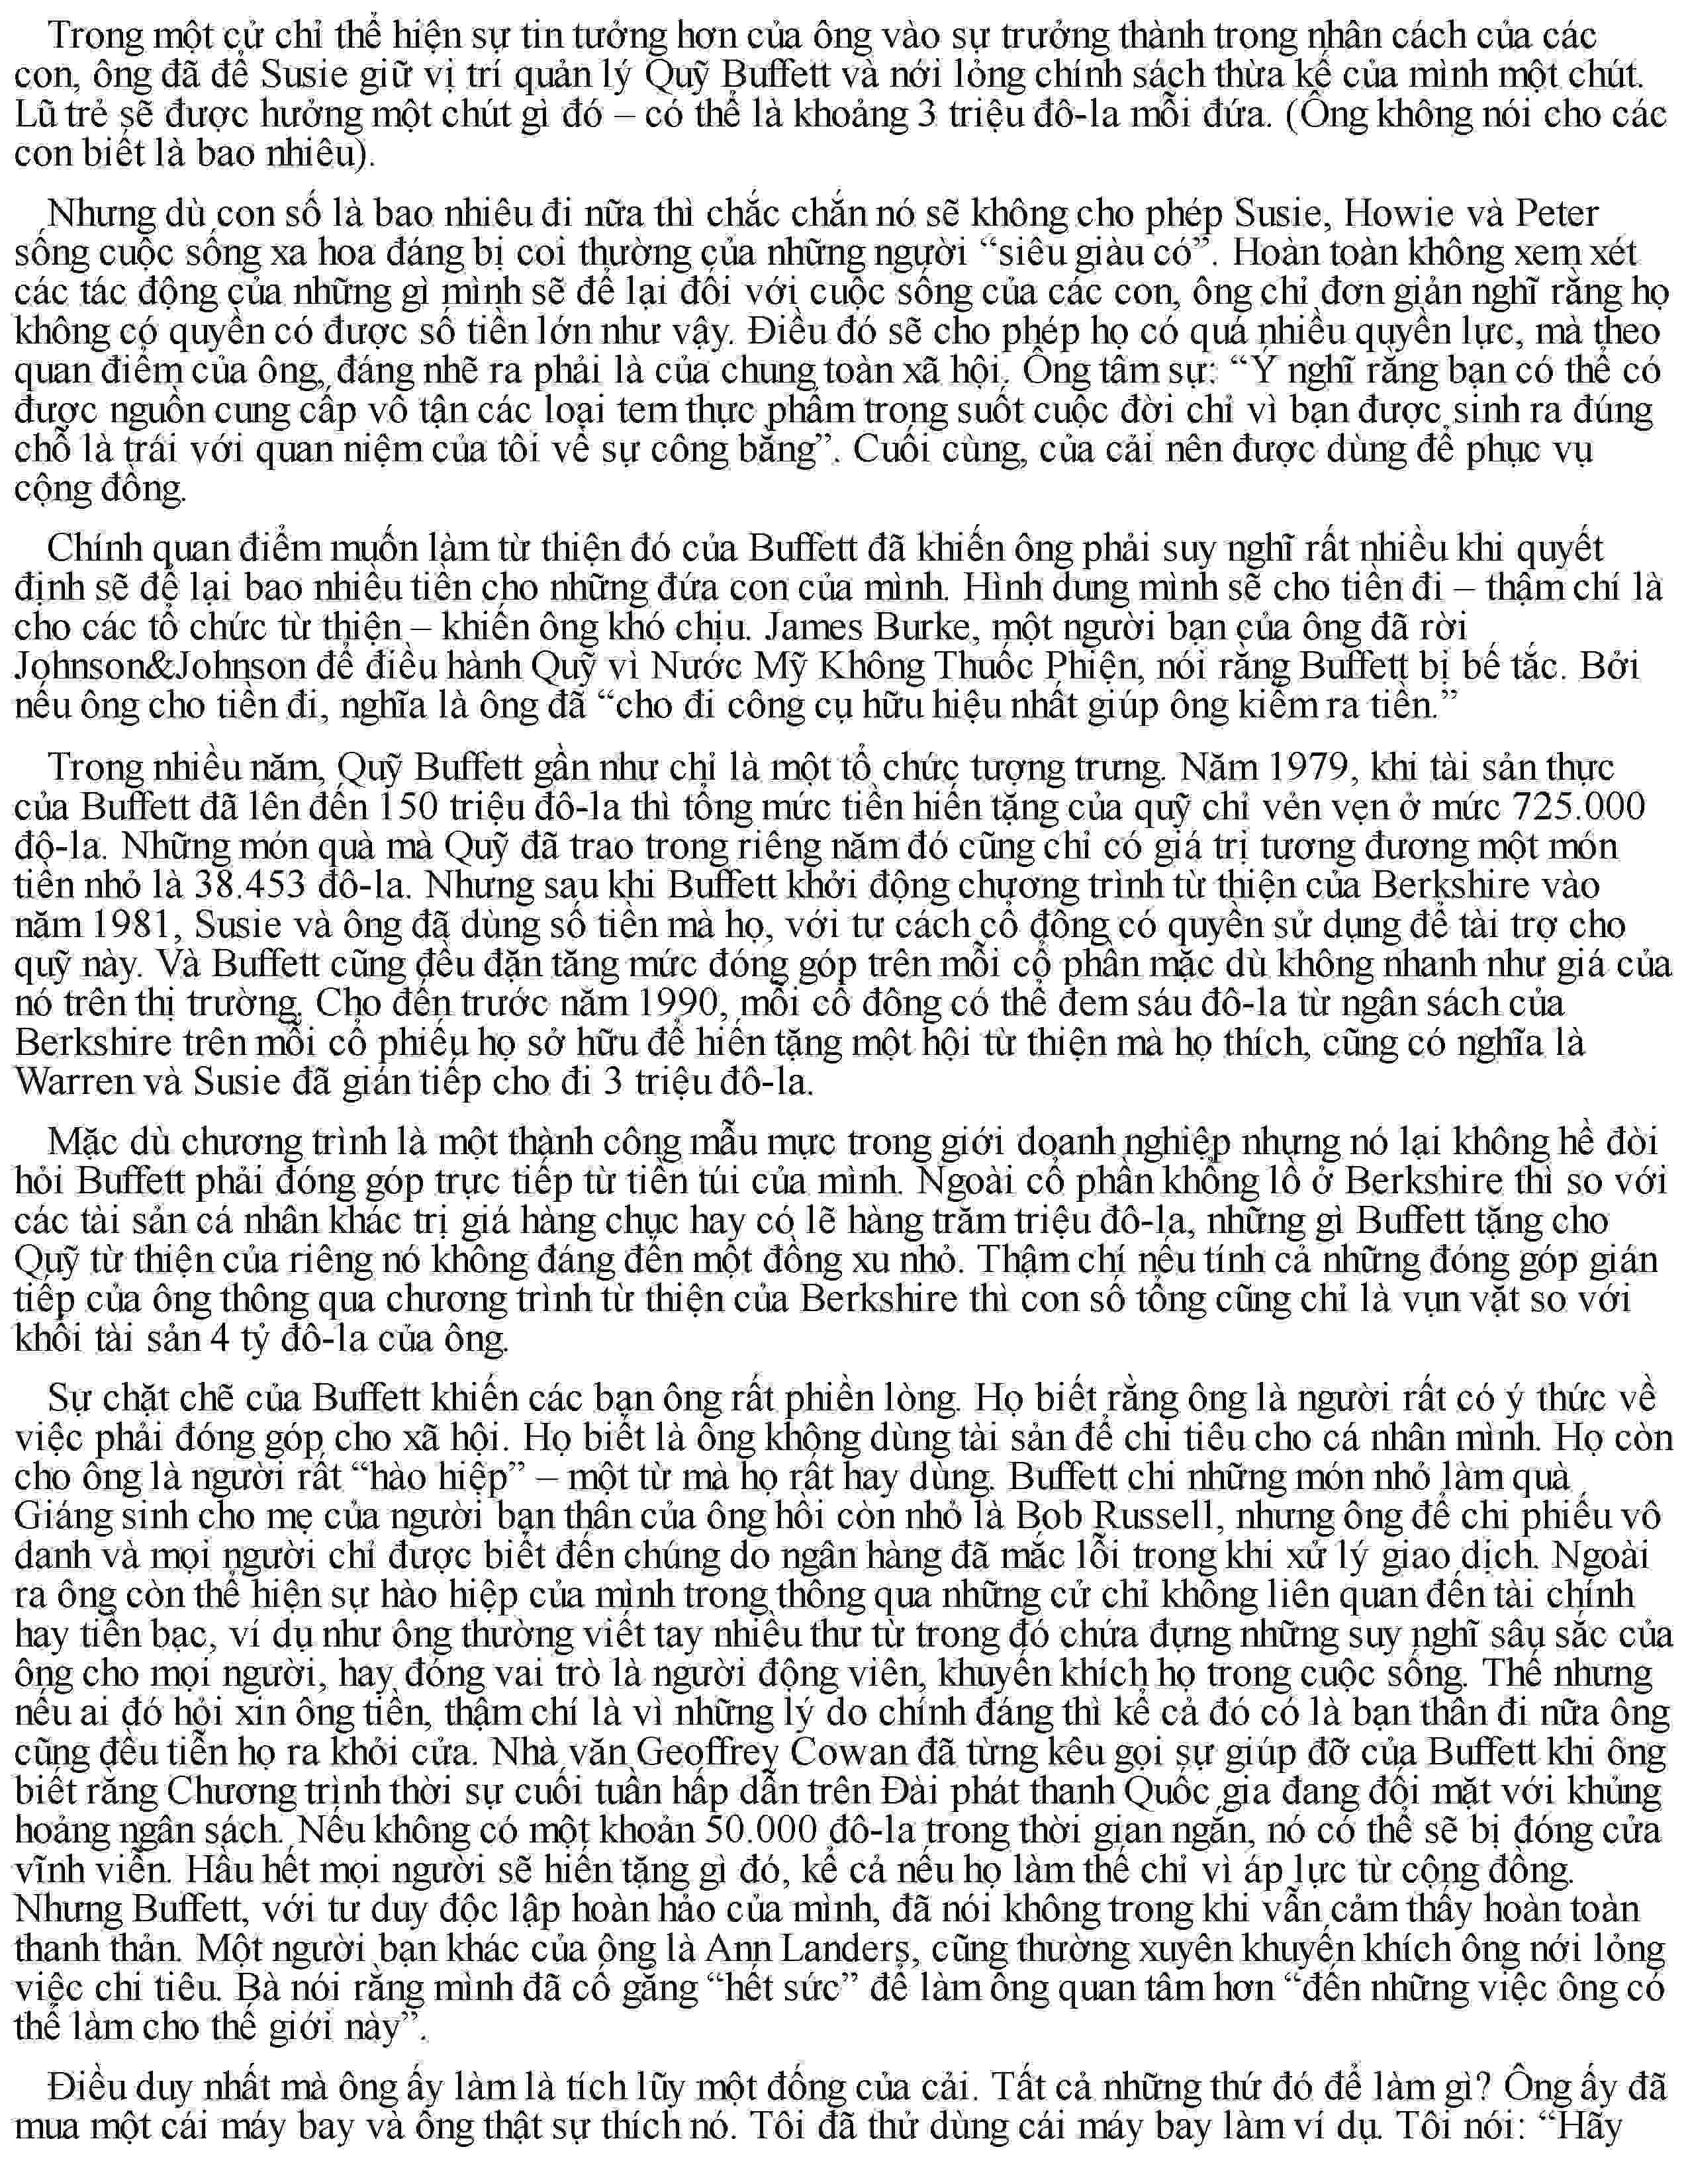 Trong một cử chỉ thể hiện sự tin tưởng hơn của ông vào sự trưởng thành trong nhân cách của các
con, ông đã để Susie giữ vị trí quản lý Quỹ Buffett và nới lỏng chính sách thừa kế của mình một chút.
Lũ trẻ sẽ được hưởng một chút gì đó – có thể là khoảng 3 triệu đô-la mỗi đứa. (Ông không nói cho các
con biết là bao nhiêu).
Nhưng dù con số là bao nhiêu đi nữa thì chắc chắn nó sẽ không cho phép Susie, Howie và Peter
sống cuộc sống xa hoa đáng bị coi thường của những người “siêu giàu có”. Hoàn toàn không xem xét
các tác động của những gì mình sẽ để lại đối với cuộc sống của các con, ông chỉ đơn giản nghĩ rằng họ
không có quyền có được số tiền lớn như vậy. Điều đó sẽ cho phép họ có quá nhiều quyền lực, mà theo
quan điểm của ông, đáng nhẽ ra phải là của chung toàn xã hội. Ông tâm sự: “Ý nghĩ rằng bạn có thể có
được nguồn cung cấp vô tận các loại tem thực phẩm trong suốt cuộc đời chỉ vì bạn được sinh ra đúng
chỗ là trái với quan niệm của tôi về sự công bằng”. Cuối cùng, của cải nên được dùng để phục vụ
cộng đồng.
Chính quan điểm muốn làm từ thiện đó của Buffett đã khiến ông phải suy nghĩ rất nhiều khi quyết
định sẽ để lại bao nhiêu tiền cho những đứa con của mình. Hình dung mình sẽ cho tiền đi – thậm chí là
cho các tổ chức từ thiện – khiến ông khó chịu. James Burke, một người bạn của ông đã rời
Johnson&Johnson để điều hành Quỹ vì Nước Mỹ Không Thuốc Phiện, nói rằng Buffett bị bế tắc. Bởi
nếu ông cho tiền đi, nghĩa là ông đã “cho đi công cụ hữu hiệu nhất giúp ông kiếm ra tiền.”
Trong nhiều năm, Quỹ Buffett gần như chỉ là một tổ chức tượng trưng. Năm 1979, khi tài sản thực
của Buffett đã lên đến 150 triệu đô-la thì tổng mức tiền hiến tặng của quỹ chỉ vẻn vẹn ở mức 725.000
đô-la. Những món quà mà Quỹ đã trao trong riêng năm đó cũng chỉ có giá trị tương đương một món
tiền nhỏ là 38.453 đô-la. Nhưng sau khi Buffett khởi động chương trình từ thiện của Berkshire vào
năm 1981, Susie và ông đã dùng số tiền mà họ, với tư cách cổ đông có quyền sử dụng để tài trợ cho
quỹ này. Và Buffett cũng đều đặn tăng mức đóng góp trên mỗi cổ phần mặc dù không nhanh như giá của
nó trên thị trường. Cho đến trước năm 1990, mỗi cổ đông có thể đem sáu đô-la từ ngân sách của
Berkshire trên mỗi cổ phiếu họ sở hữu để hiến tặng một hội từ thiện mà họ thích, cũng có nghĩa là
Warren và Susie đã gián tiếp cho đi 3 triệu đô-la.
Mặc dù chương trình là một thành công mẫu mực trong giới doanh nghiệp nhưng nó lại không hề đòi
hỏi Buffett phải đóng góp trực tiếp từ tiền túi của mình. Ngoài cổ phần khổng lồ ở Berkshire thì so với
các tài sản cá nhân khác trị giá hàng chục hay có lẽ hàng trăm triệu đô-la, những gì Buffett tặng cho
Quỹ từ thiện của riêng nó không đáng đến một đồng xu nhỏ. Thậm chí nếu tính cả những đóng góp gián
tiếp của ông thông qua chương trình từ thiện của Berkshire thì con số tổng cũng chỉ là vụn vặt so với
khối tài sản 4 tỷ đô-la của ông.
Sự chặt chẽ của Buffett khiến các bạn ông rất phiền lòng. Họ biết rằng ông là người rất có ý thức về
việc phải đóng góp cho xã hội. Họ biết là ông không dùng tài sản để chi tiêu cho cá nhân mình. Họ còn
cho ông là người rất “hào hiệp” – một từ mà họ rất hay dùng. Buffett chi những món nhỏ làm quà
Giáng sinh cho mẹ của người bạn thân của ông hồi còn nhỏ là Bob Russell, nhưng ông để chi phiếu vô
danh và mọi người chỉ được biết đến chúng do ngân hàng đã mắc lỗi trong khi xử lý giao dịch. Ngoài
ra ông còn thể hiện sự hào hiệp của mình trong thông qua những cử chỉ không liên quan đến tài chính
hay tiền bạc, ví dụ như ông thường viết tay nhiều thư từ trong đó chứa đựng những suy nghĩ sâu sắc của
ông cho mọi người, hay đóng vai trò là người động viên, khuyến khích họ trong cuộc sống. Thế nhưng
nếu ai đó hỏi xin ông tiền, thậm chí là vì những lý do chính đáng thì kể cả đó có là bạn thân đi nữa ông
cũng đều tiễn họ ra khỏi cửa. Nhà văn Geoffrey Cowan đã từng kêu gọi sự giúp đỡ của Buffett khi ông
biết rằng Chương trình thời sự cuối tuần hấp dẫn trên Đài phát thanh Quốc gia đang đối mặt với khủng
hoảng ngân sách. Nếu không có một khoản 50.000 đô-la trong thời gian ngắn, nó có thể sẽ bị đóng cửa
vĩnh viễn. Hầu hết mọi người sẽ hiến tặng gì đó, kể cả nếu họ làm thế chỉ vì áp lực từ cộng đồng.
Nhưng Buffett, với tư duy độc lập hoàn hảo của mình, đã nói không trong khi vẫn cảm thấy hoàn toàn
thanh thản. Một người bạn khác của ông là Ann Landers, cũng thường xuyên khuyến khích ông nới lỏng
việc chi tiêu. Bà nói rằng mình đã cố gắng “hết sức” để làm ông quan tâm hơn “đến những việc ông có
thể làm cho thế giới này”.
Điều duy nhất mà ông ấy làm là tích lũy một đống của cải. Tất cả những thứ đó để làm gì? Ông ấy đã
mua một cái máy bay và ông thật sự thích nó. Tôi đã thử dùng cái máy bay làm ví dụ. Tôi nói: “Hãy